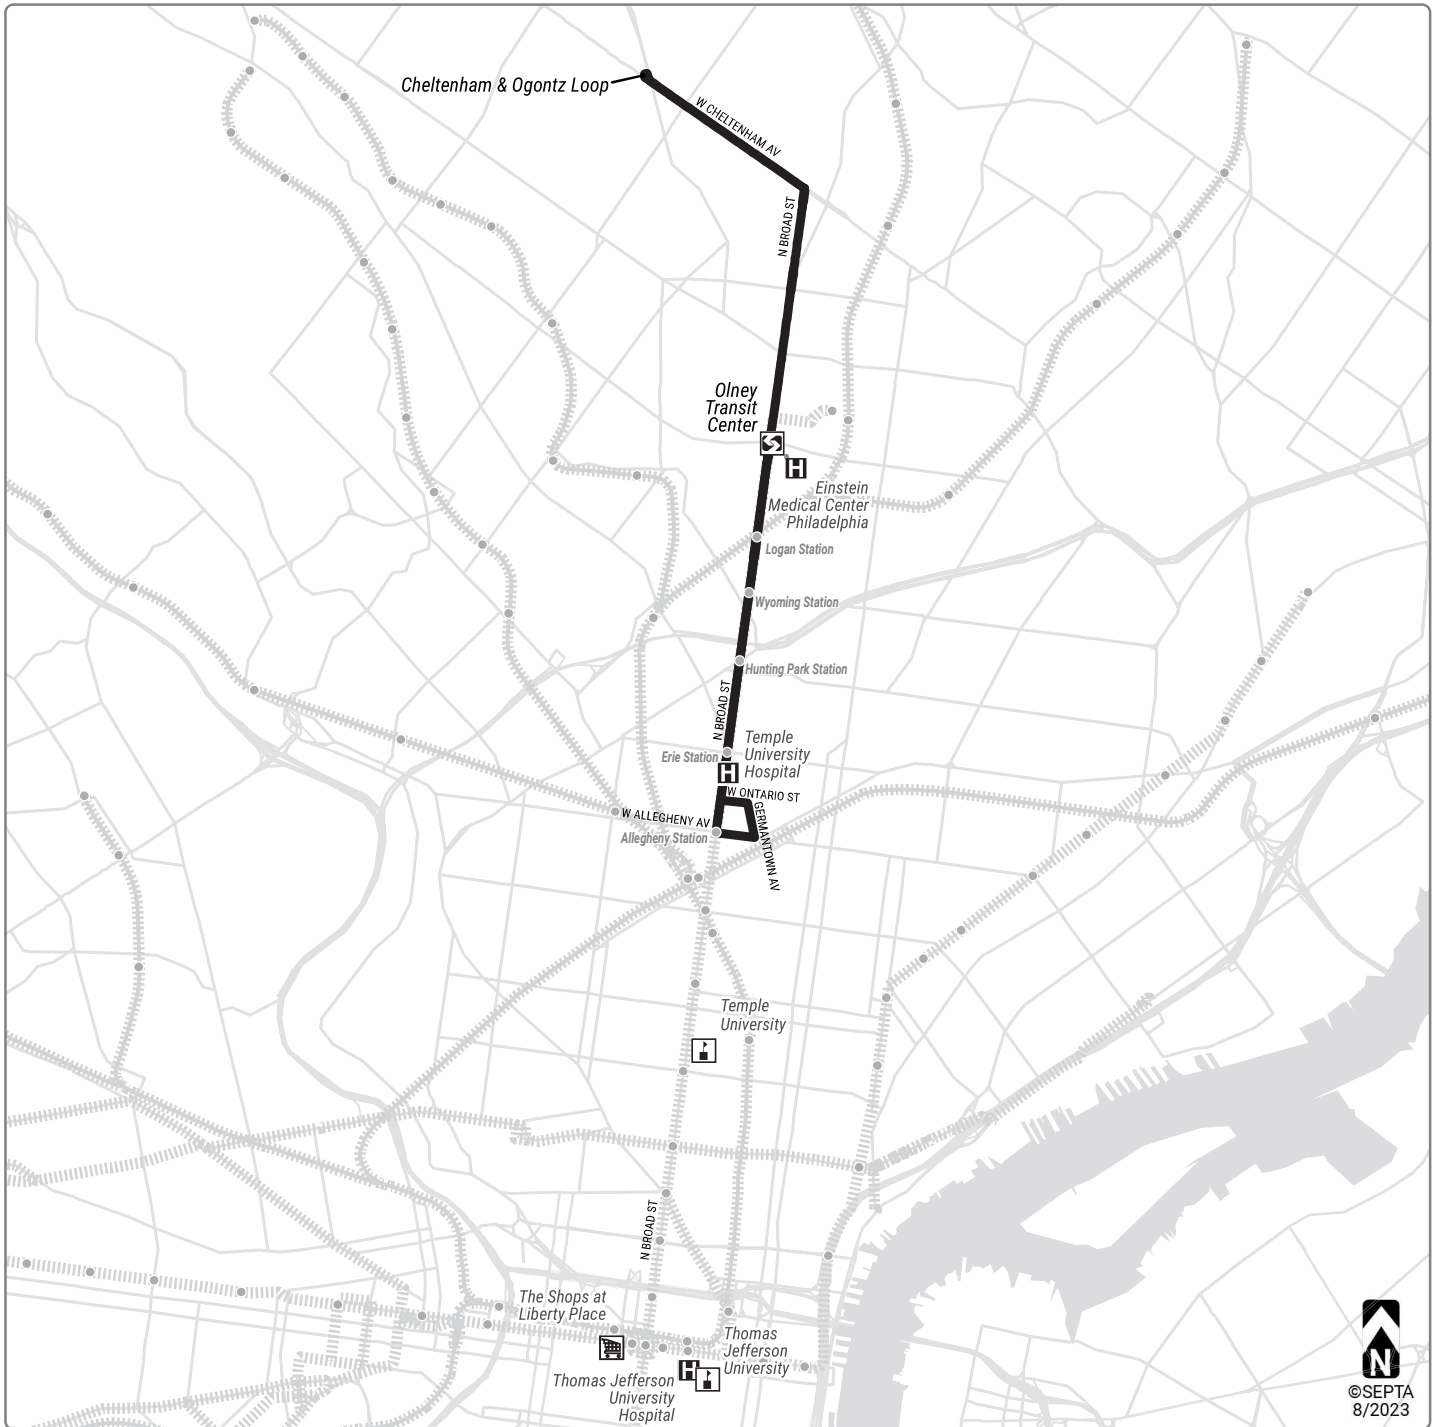 Cheltenham & Ogontz Loop
W CHELTENHAM AV
N BROAD ST
Olney
Transit
Center
H
Einstein
Medical Center
Philadelphia
Logan Station
Wyoming Station
Hunting Park Station
N BROAD ST
Temple
University
Hospital
Erie Station
H
W ONTARIO ST
W ALLEGHENY AV
GERMANTOWN AV
Allegheny Station
Temple
University
N BROAD ST
The Shops at
Liberty Place
Thomas
Jefferson
University
H
Thomas Jefferson
University
Hospital
N
©SEPTA
8/2023